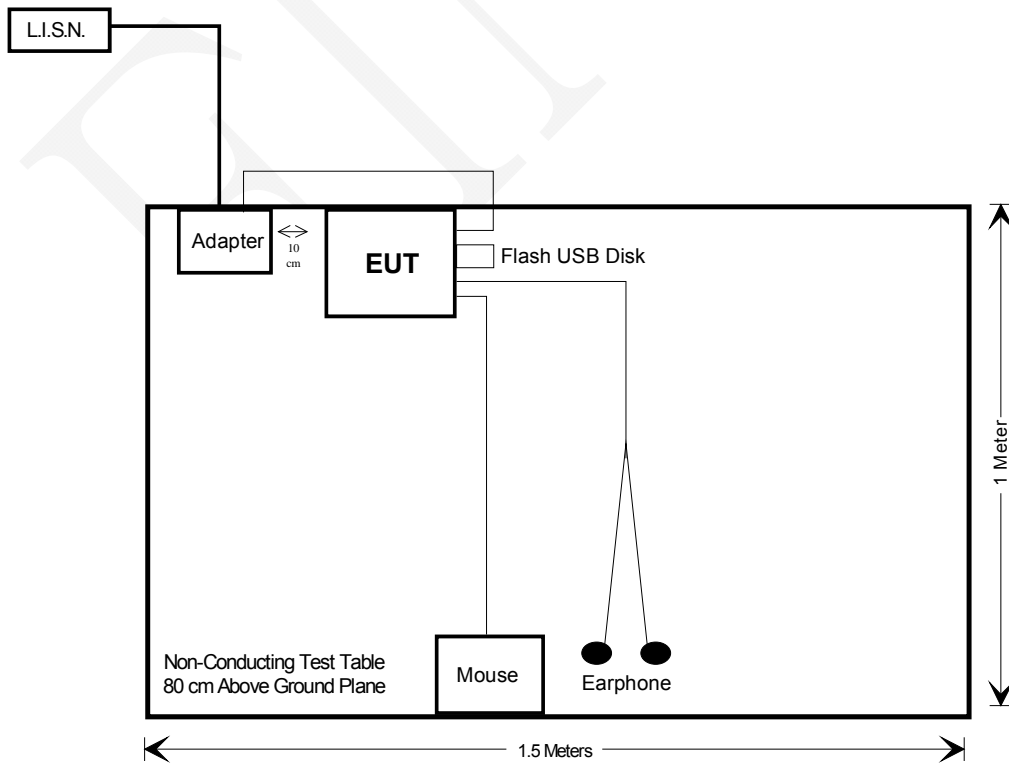 L.I.S.N.
Adapter
10
cm
EUT
Flash USB Disk
1 Meter
Non-Conducting Test Table
80 cm Above Ground Plane
Mouse
Earphone
1.5 Meters